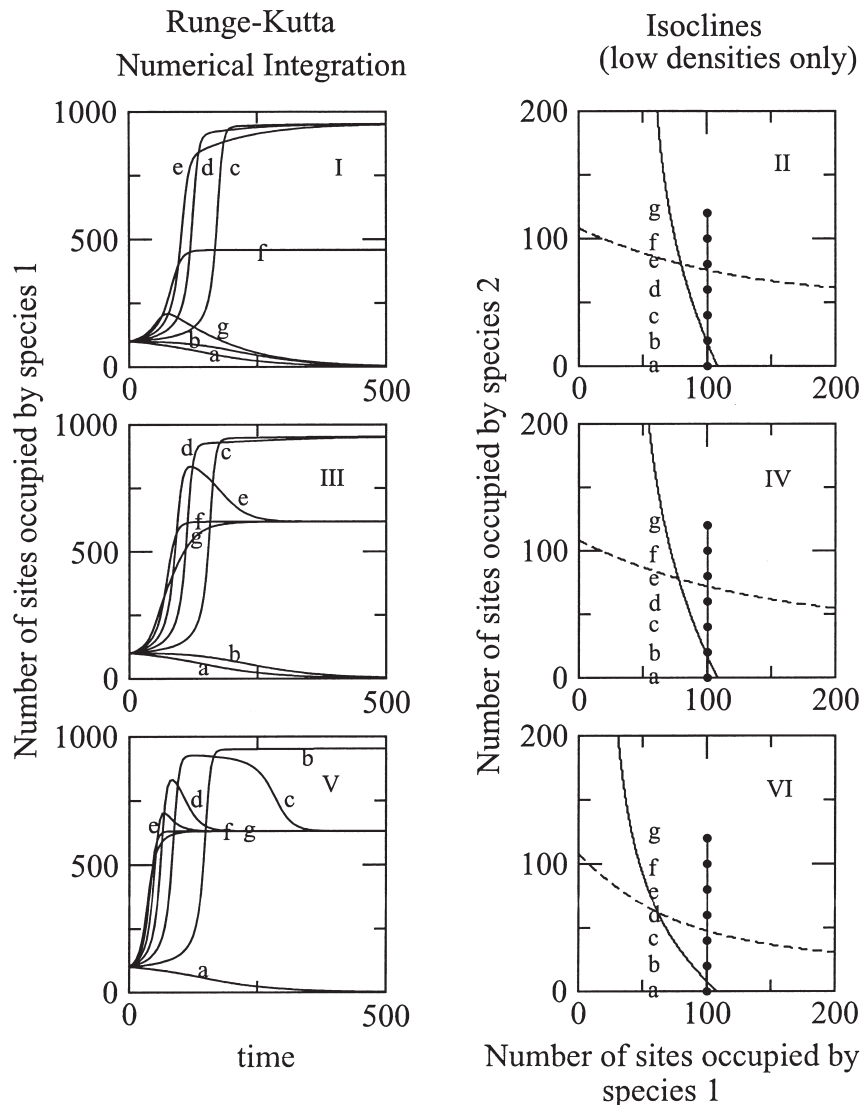 Runge-Kutta
Numerical Integration
Isoclines
(low densities only)
Number of sites occupied by species 1
1000
500
0
e
d
c
I
f
g
b
a
0
500
Number of sites occupied by species 2
200
100
0
II
g
f
e
d
c
b
a
0
100
200
1000
500
0
d
c
III
e
f
g
b
a
0
500
200
100
0
IV
g
f
e
d
c
b
a
0
100
200
1000
500
0
b
V
d
c
e
f
g
a
0
500
time
200
100
0
VI
g
f
e
d
c
b
a
0
100
200
Number of sites occupied by
species 1